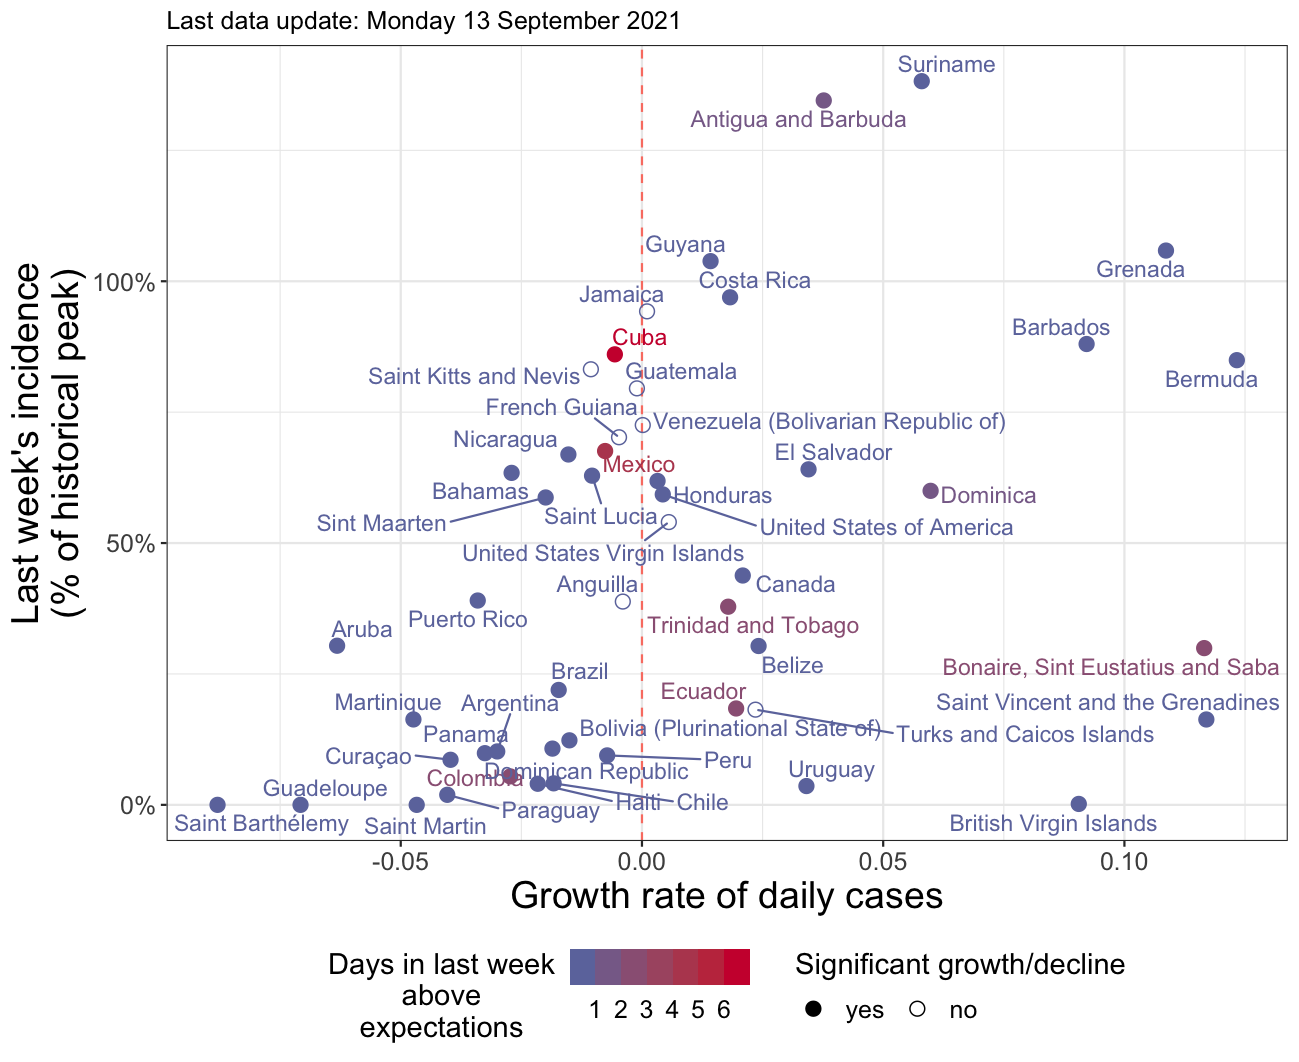 Last data update: Monday 13 September 2021
Last week's incidence
(% of historical peak)
100%
50%
0%
Suriname
Antigua and Barbuda
Guyana
Grenada
Costa Rica
Jamaica
Barbados
Cuba
Saint Kitts and Nevis
Guatemala
Bermuda
French Guiana
Venezuela (Bolivarian Republic of)
Nicaragua
El Salvador
Mexico
Bahamas
Honduras
Dominica
Saint Lucia
Sint Maarten
United States of America
United States Virgin Islands
Anguilla
Canada
Puerto Rico
Trinidad and Tobago
Aruba
Belize
Bonaire, Sint Eustatius and Saba
Brazil
Ecuador
Martinique
Argentina
Saint Vincent and the Grenadines
Panama
Bolivia (Plurinational State of)
Turks and Caicos Islands
Curaçao
Peru
Colombia
Dominican Republic
Uruguay
Guadeloupe
Haiti
Chile
Paraguay
Saint Barthélemy
Saint Martin
British Virgin Islands
-0.05
0.00
0.05
0.10
Growth rate of daily cases
Days in last week
above
expectations
1 2 3 4 5 6
Significant growth/decline
yes
no